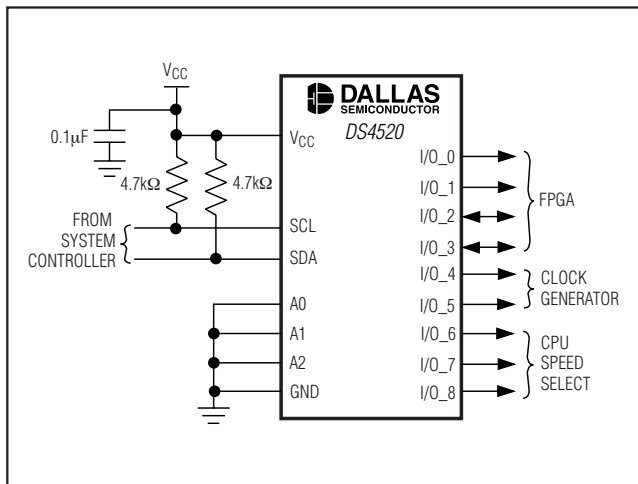 V_CC
DALLAS
SEMICONDUCTOR
DS4520
0.1μF
V_CC
4.7kΩ
4.7kΩ
FROM
SYSTEM
CONTROLLER
SCL
SDA
A0
A1
A2
GND
I/O_0
I/O_1
I/O_2
I/O_3
FPGA
I/O_4
I/O_5
CLOCK
GENERATOR
I/O_6
I/O_7
I/O_8
CPU
SPEED
SELECT